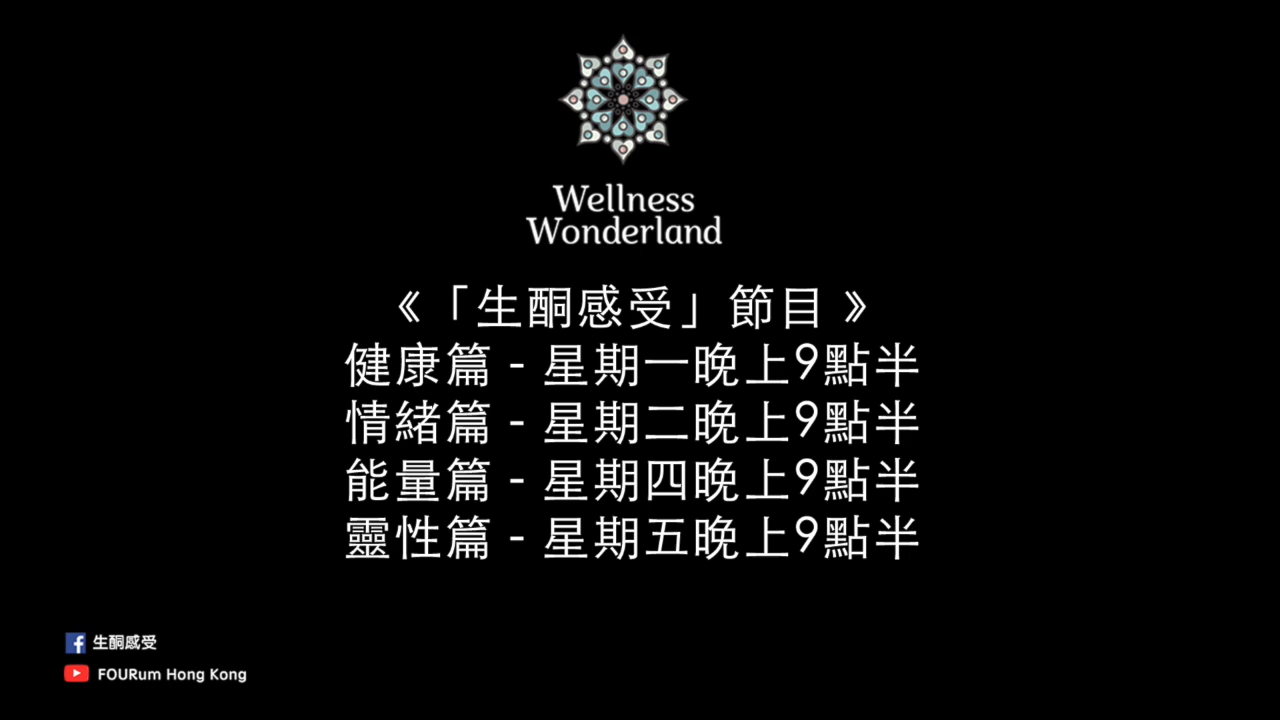 Wellness
Wonderland
《「生酮感受」節目 》
健康篇 - 星期一晚上9點半
情緒篇 - 星期二晚上9點半
能量篇 - 星期四晚上9點半
靈性篇 - 星期五晚上9點半
生酮感受
FOURum Hong Kong